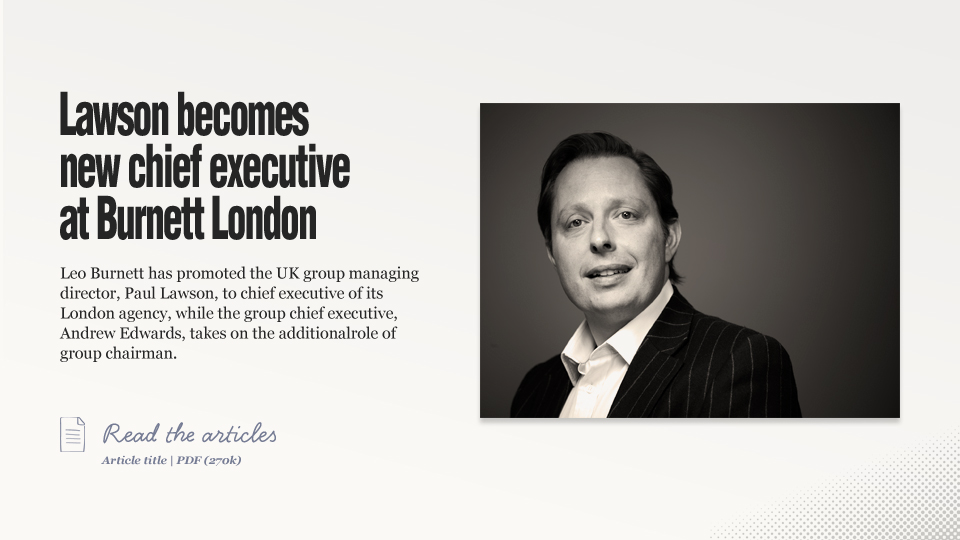 Lawson becomes
new chief executive
at Burnett London
Leo Burnett has promoted the UK group managing
director, Paul Lawson, to chief executive of its
London agency, while the group chief executive,
Andrew Edwards, takes on the additionalrole of
group chairman.
Read the articles
Article title | PDF (270k)